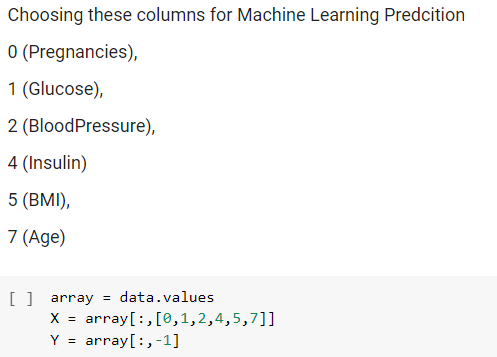 Choosing these columns for Machine Learning Predcition
0 (Pregnancies),
1 (Glucose),
2 (BloodPressure),
4 (Insulin)
5 (BMI),
7 (Age)
[ ] array = data.values
X = array[:,[0,1,2,4,5,7]]
Y = array[:,-1]